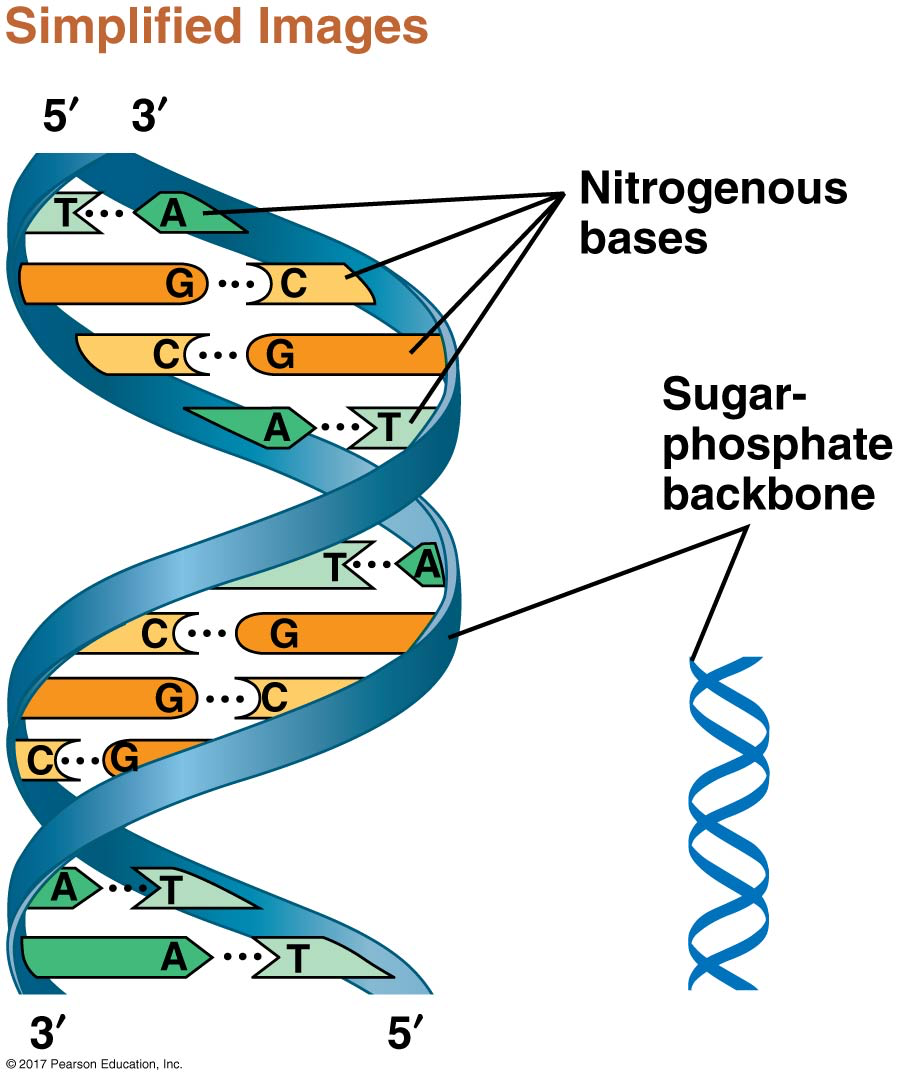 Simplified Images
5′ 3′
Nitrogenous
bases
T A
G C
C G
A T
Sugar-
phosphate
backbone
T A
C G
G C
C G
A T
A T
3′ 5′
© 2017 Pearson Education, Inc.